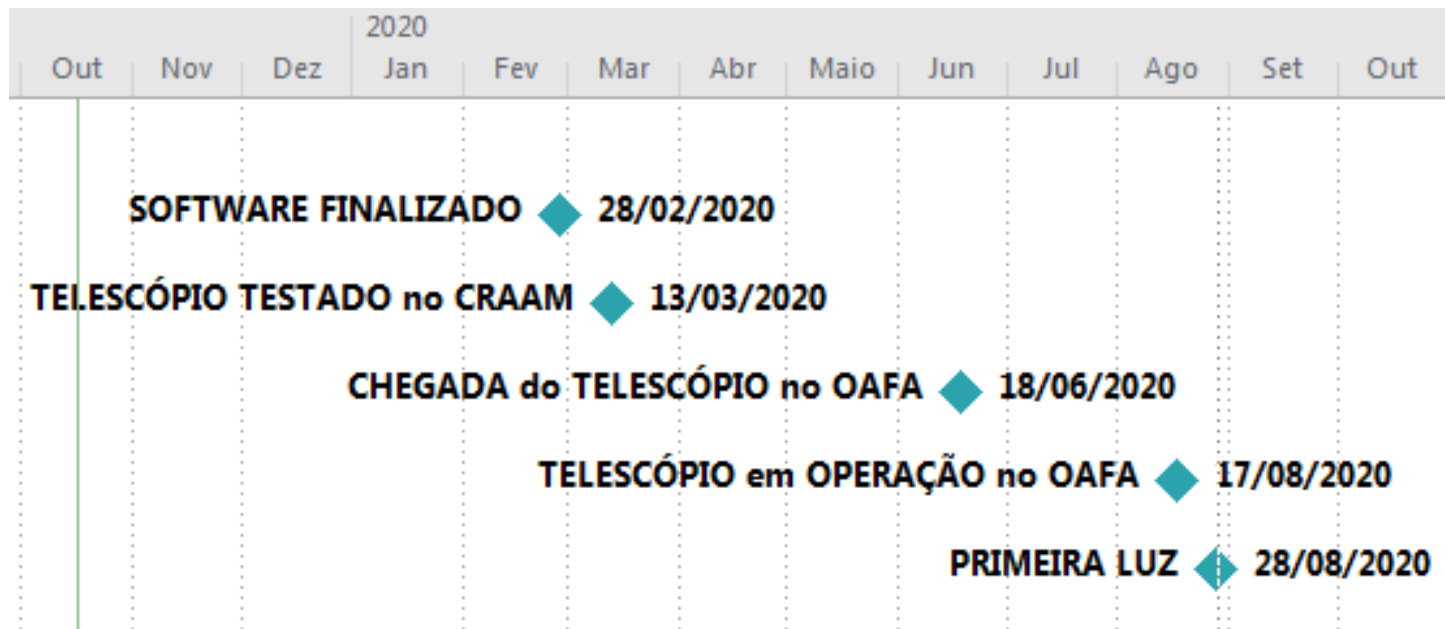 2020
Out Nov Dez Jan Fev Mar Abr Maio Jun Jul Ago Set Out
SOFTWARE FINALIZADO 28/02/2020
TELESCÓPIO TESTADO no CRAAM 13/03/2020
CHEGADA do TELESCÓPIO no OAFA 18/06/2020
TELESCÓPIO em OPERAÇÃO no OAFA 17/08/2020
PRIMEIRA LUZ 28/08/2020